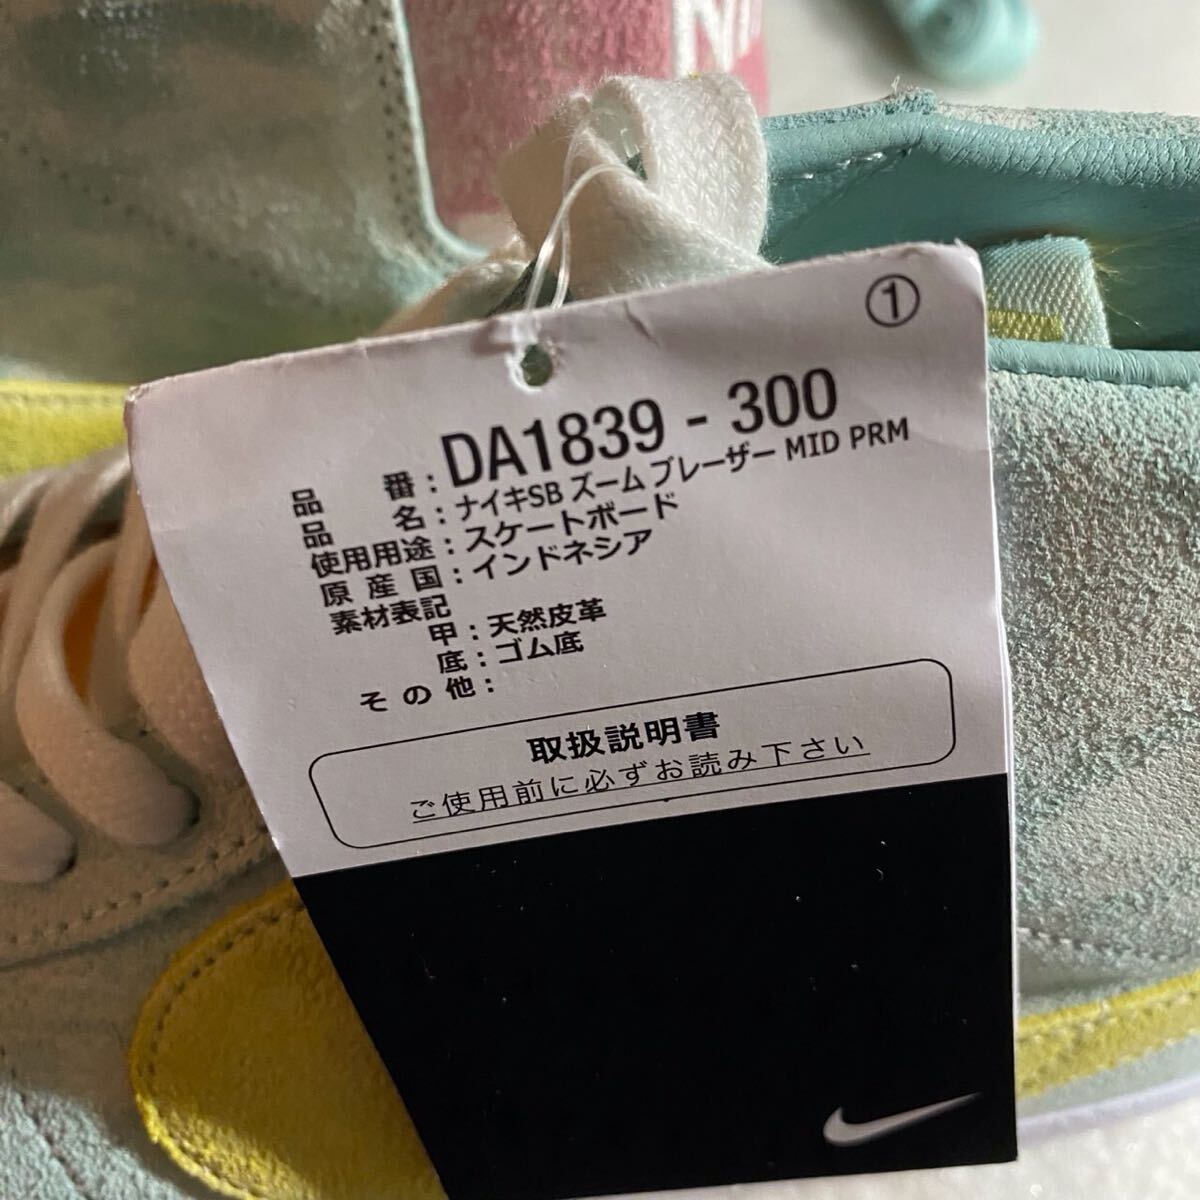 NI
①
品番：DA1839 - 300
品名：ナイキSB ズーム ブレーザー MID PRM
使用用途：スケートボード
原産国：インドネシア
素材表記
甲：天然皮革
底：ゴム底
その他：
取扱説明書
ご使用前に必ずお読み下さい